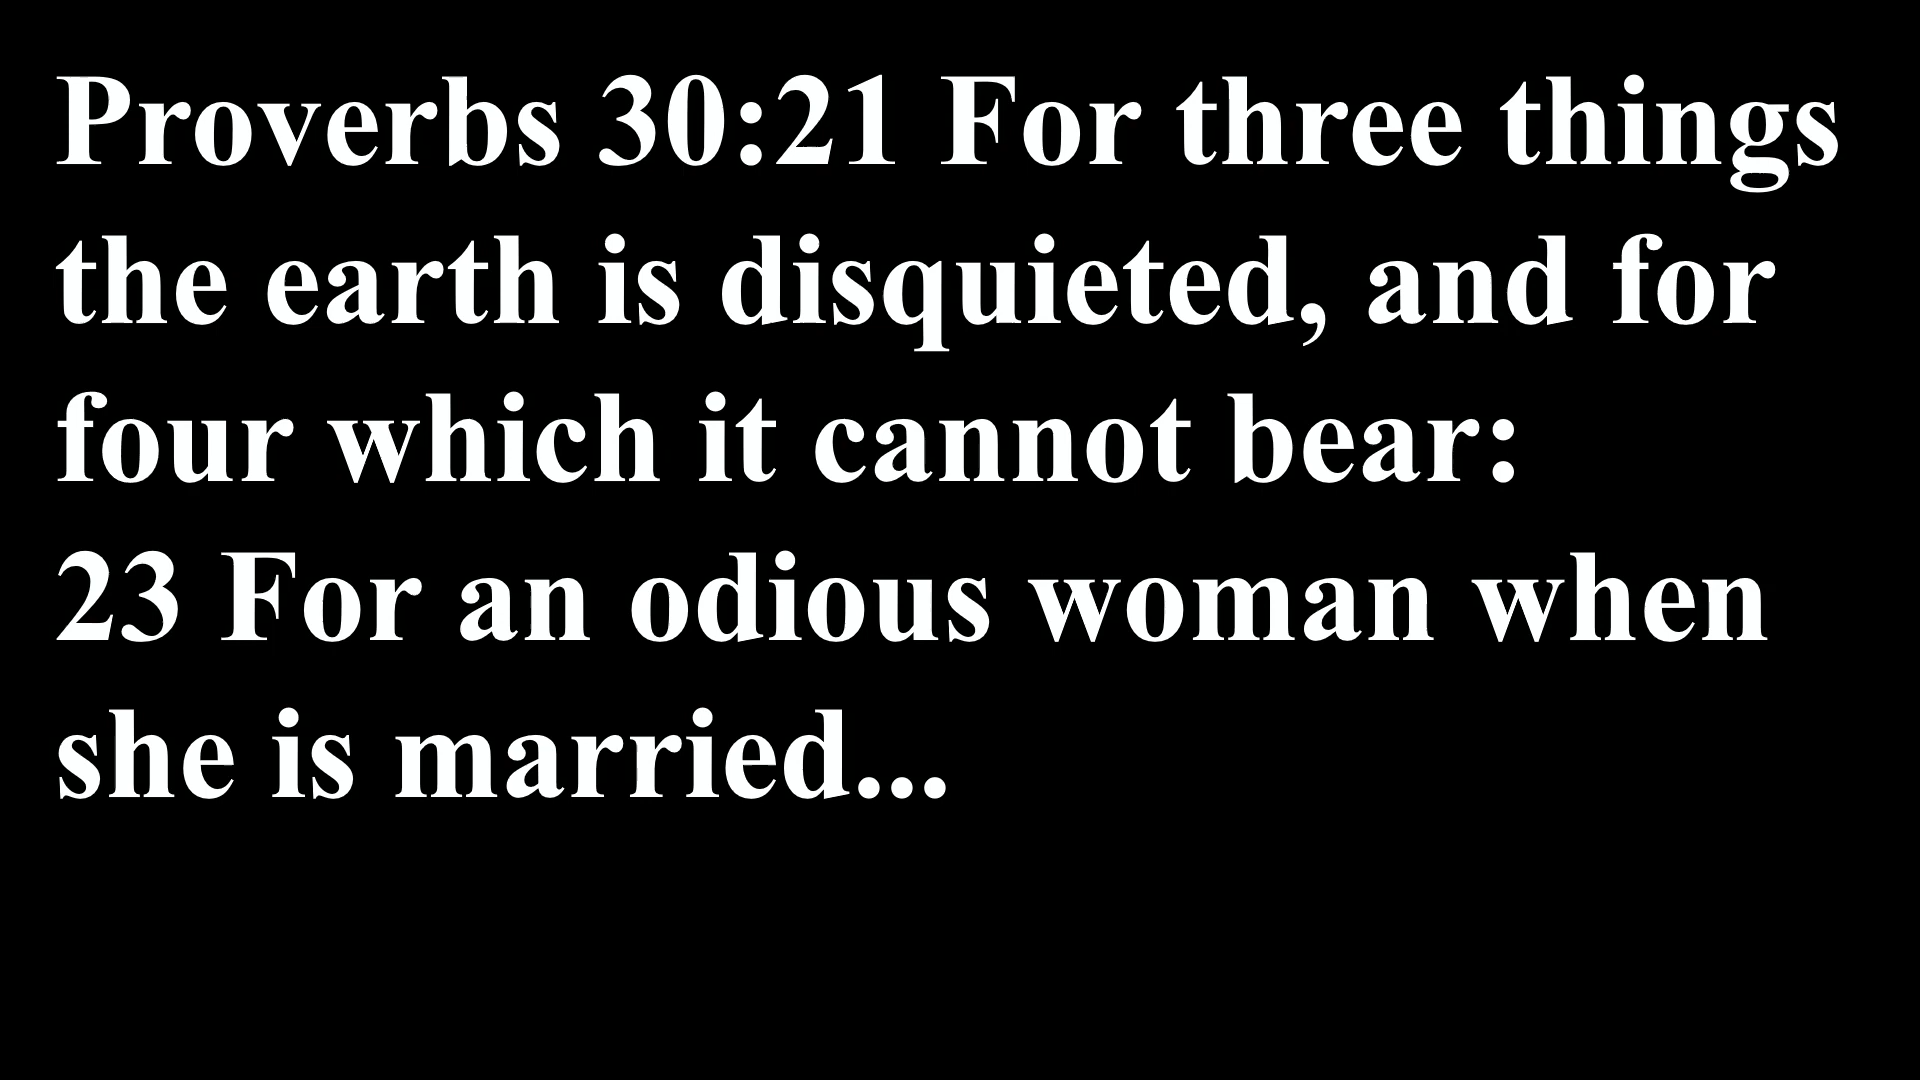 Proverbs 30:21 For three things
the earth is disquieted, and for
four which it cannot bear:
23 For an odious woman when
she is married...